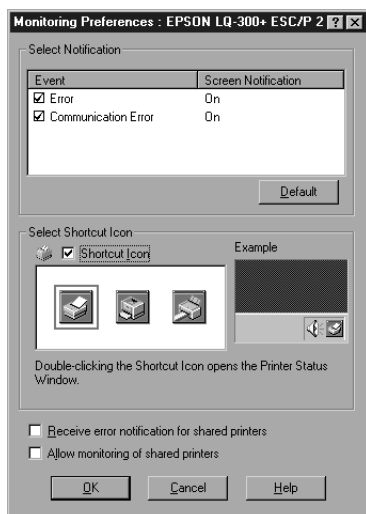 Monitoring Preferences : EPSON LQ-300+ ESC/P 2
Select Notification
Event Screen Notification
Error On
Communication Error On
Default
Select Shortcut Icon
Shortcut Icon Example
Double-clicking the Shortcut Icon opens the Printer Status
Window.
Receive error notification for shared printers
Allow monitoring of shared printers
OK Cancel Help